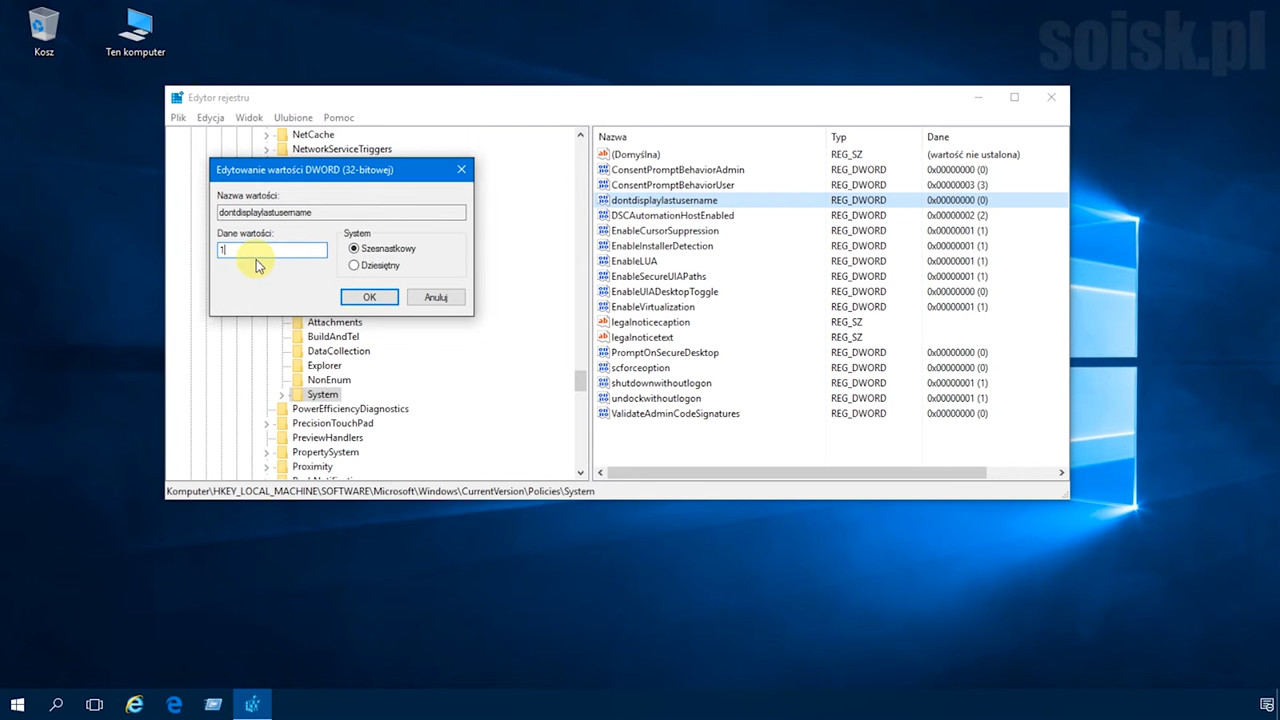 soisk.pl
Kosz
Ten komputer
Edytor rejestru
Plik Edycja Widok Ulubione Pomoc
NetCache
NetworkServiceTriggers
Edytowanie wartości DWORD (32-bitowej)
Nazwa wartości:
dontdisplaylastusername
Dane wartości:
1
System
Szesnastkowy
Dziesiętny
OK Anuluj
Attachments
BuildAndTel
DataCollection
Explorer
NonEnum
System
PowerEfficiencyDiagnostics
PrecisionTouchPad
PreviewHandlers
PropertySystem
Proximity
Nazwa Typ Dane
(Domyślna) REG_SZ (wartość nie ustalona)
ConsentPromptBehaviorAdmin REG_DWORD 0x00000000 (0)
ConsentPromptBehaviorUser REG_DWORD 0x00000003 (3)
dontdisplaylastusername REG_DWORD 0x00000000 (0)
DSCAutomationHostEnabled REG_DWORD 0x00000002 (2)
EnableCursorSuppression REG_DWORD 0x00000001 (1)
EnableInstallerDetection REG_DWORD 0x00000000 (0)
EnableLUA REG_DWORD 0x00000001 (1)
EnableSecureUIAPaths REG_DWORD 0x00000001 (1)
EnableUIADesktopToggle REG_DWORD 0x00000000 (0)
EnableVirtualization REG_DWORD 0x00000001 (1)
legalnoticecaption REG_SZ
legalnoticetext REG_SZ
PromptOnSecureDesktop REG_DWORD 0x00000000 (0)
scforceoption REG_DWORD 0x00000000 (0)
shutdownwithoutlogon REG_DWORD 0x00000001 (1)
undockwithoutlogon REG_DWORD 0x00000001 (1)
ValidateAdminCodeSignatures REG_DWORD 0x00000000 (0)
Komputer\HKEY_LOCAL_MACHINE\SOFTWARE\Microsoft\Windows\CurrentVersion\Policies\System